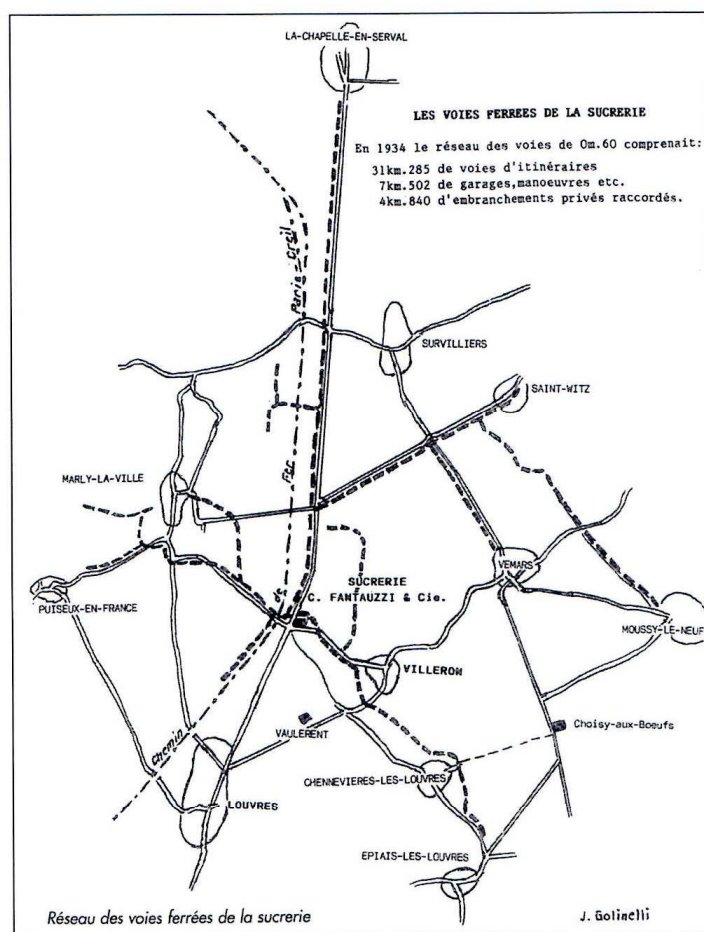 LA-CHAPELLE-EN-SERVAL
LES VOIES FERREES DE LA SUCRERIE
En 1934 le réseau des voies de 0m.60 comprenait:
31km.285 de voies d'itinéraires
7km.502 de garages,manoeuvres etc.
4km.840 d'embranchements privés raccordés.
Paris-Creil
SURVILLIERS
SAINT-WITZ
MARLY-LA-VILLE
Fer
VEMARS
SUCRERIE
C. FANTAUZZI & Cie.
PUISEUX-EN-FRANCE
de
MOUSSY-LE-NEUF
VILLERON
Chemin
VAULERENT
Choisy-aux-Boeufs
CHENNEVIERES-LES-LOUVRES
LOUVRES
EPIAIS-LES-LOUVRES
Réseau des voies ferrées de la sucrerie
J. Golinelli